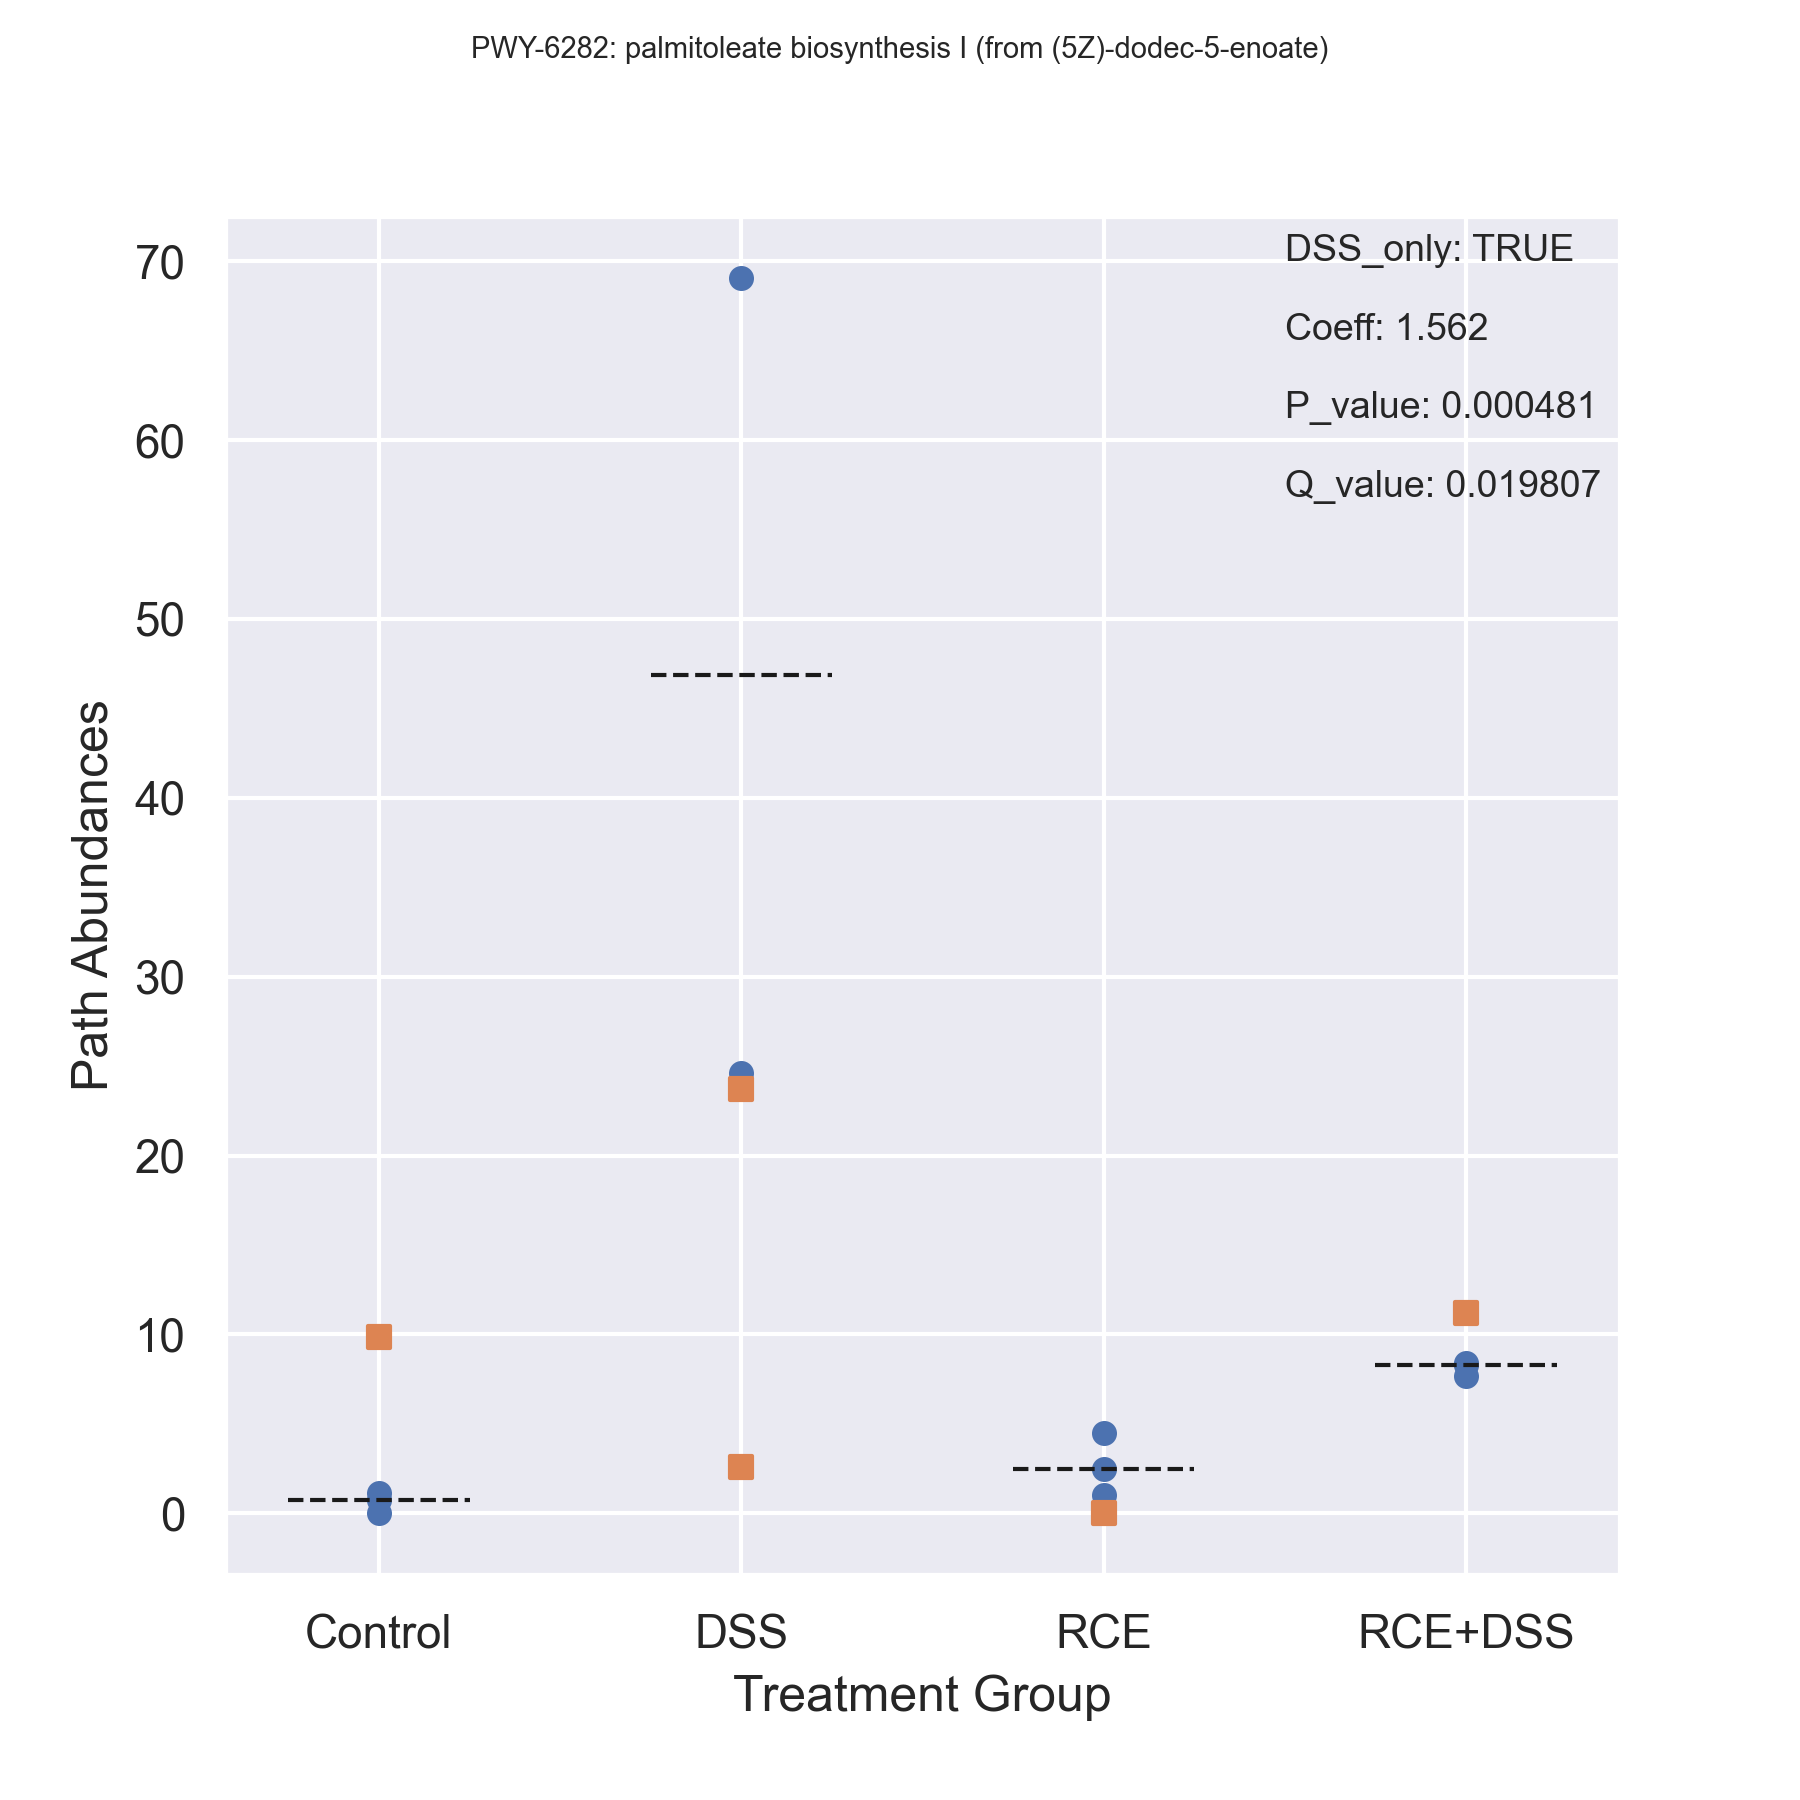 PWY-6282: palmitoleate biosynthesis I (from (5Z)-dodec-5-enoate)
DSS_only: TRUE
Coeff: 1.562
P_value: 0.000481
Q_value: 0.019807
70
60
50
40
30
20
10
0
Path Abundances
Control DSS RCE RCE+DSS
Treatment Group